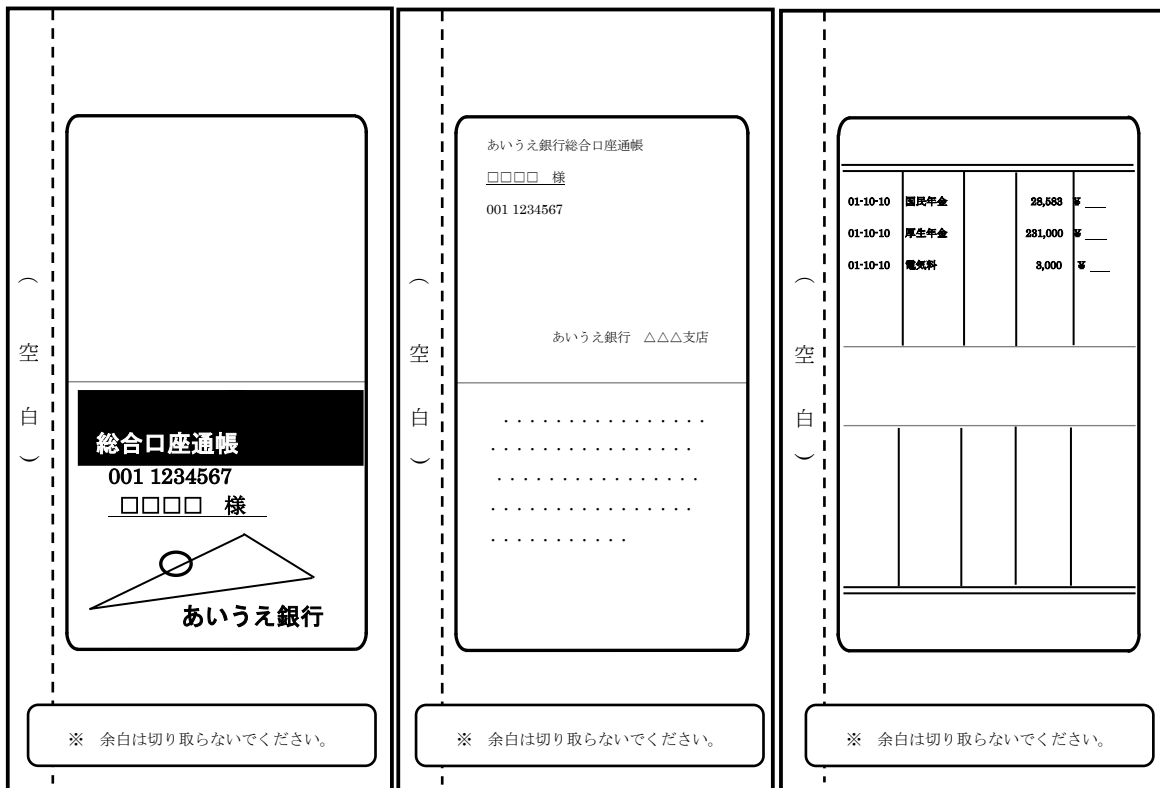 （空白）
総合口座通帳
001 1234567
□□□□　様
あいうえ銀行
※　余白は切り取らないでください。
（空白）
あいうえ銀行総合口座通帳
□□□□　様
001 1234567
あいうえ銀行　△△△支店
・・・・・・・・・・・・・・・
・・・・・・・・・・・・・・・
・・・・・・・・・・・・・・・
・・・・・・・・・・・・・・・
・・・・・・・・・・・
※　余白は切り取らないでください。
（空白）
01-10-10 国民年金 28,583 ¥
01-10-10 厚生年金 231,000 ¥
01-10-10 電気料 3,000 ¥
※　余白は切り取らないでください。